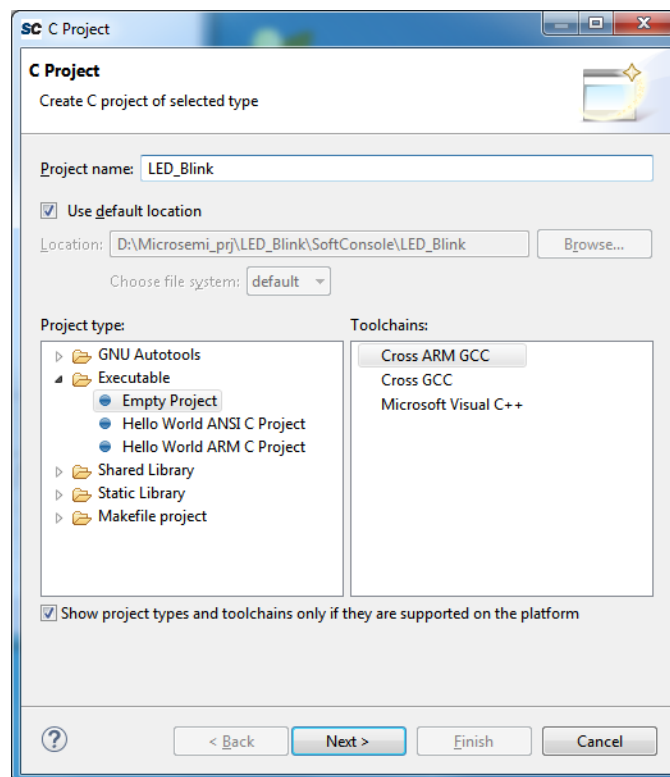 SC C Project
C Project
Create C project of selected type
Project name: LED_Blink
Use default location
Location: D:\Microsemi_prj\LED_Blink\SoftConsole\LED_Blink Browse...
Choose file system: default
Project type:
GNU Autotools
Executable
Empty Project
Hello World ANSI C Project
Hello World ARM C Project
Shared Library
Static Library
Makefile project
Toolchains:
Cross ARM GCC
Cross GCC
Microsoft Visual C++
Show project types and toolchains only if they are supported on the platform
? < Back Next > Finish Cancel